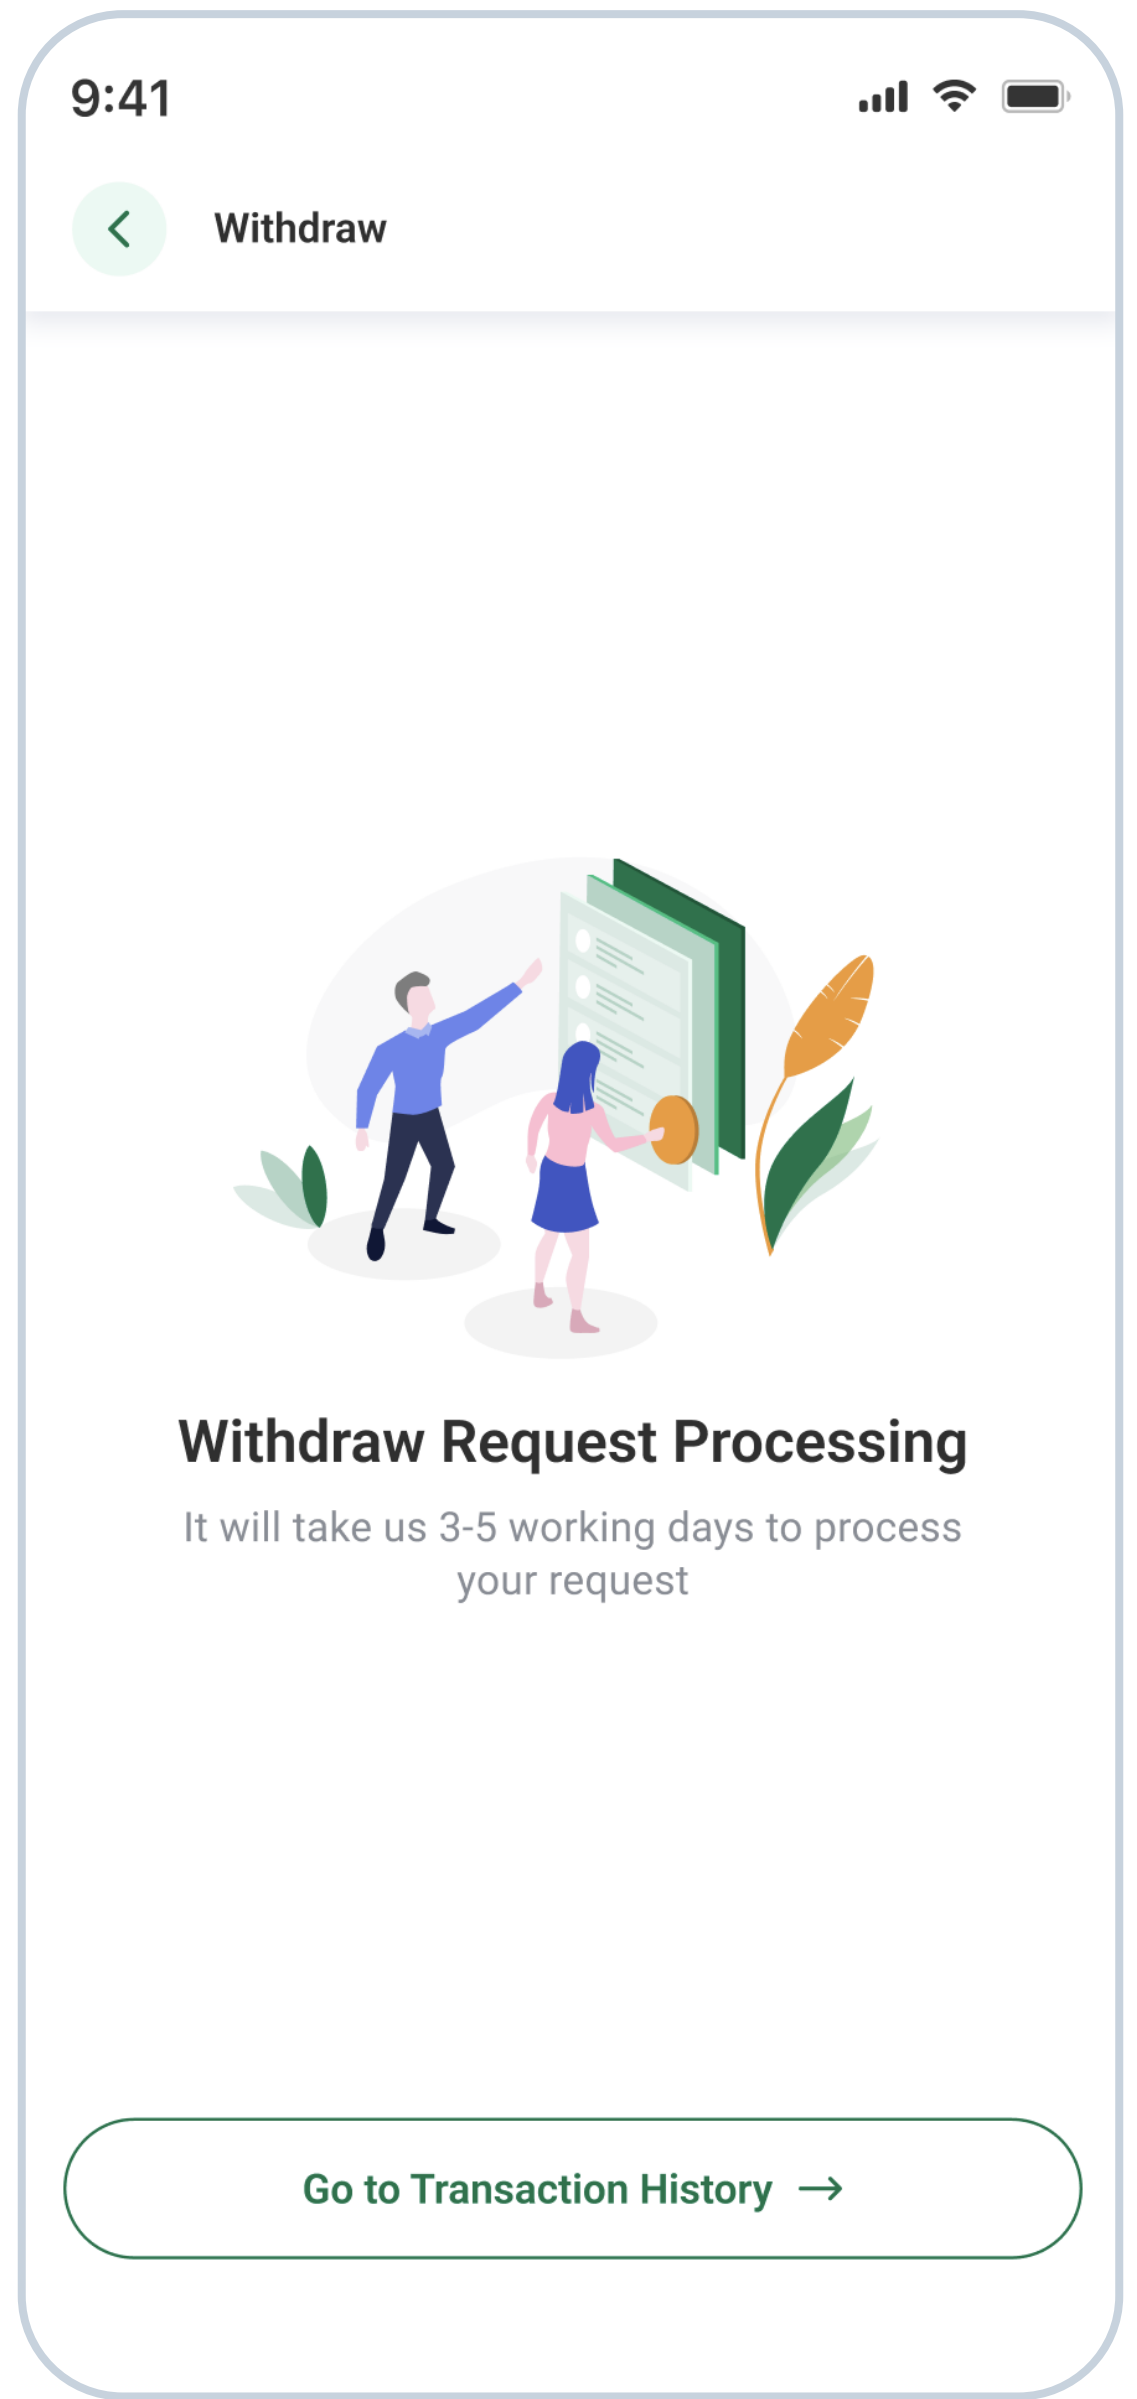 9:41
Withdraw
Withdraw Request Processing
It will take us 3-5 working days to process
your request
Go to Transaction History →